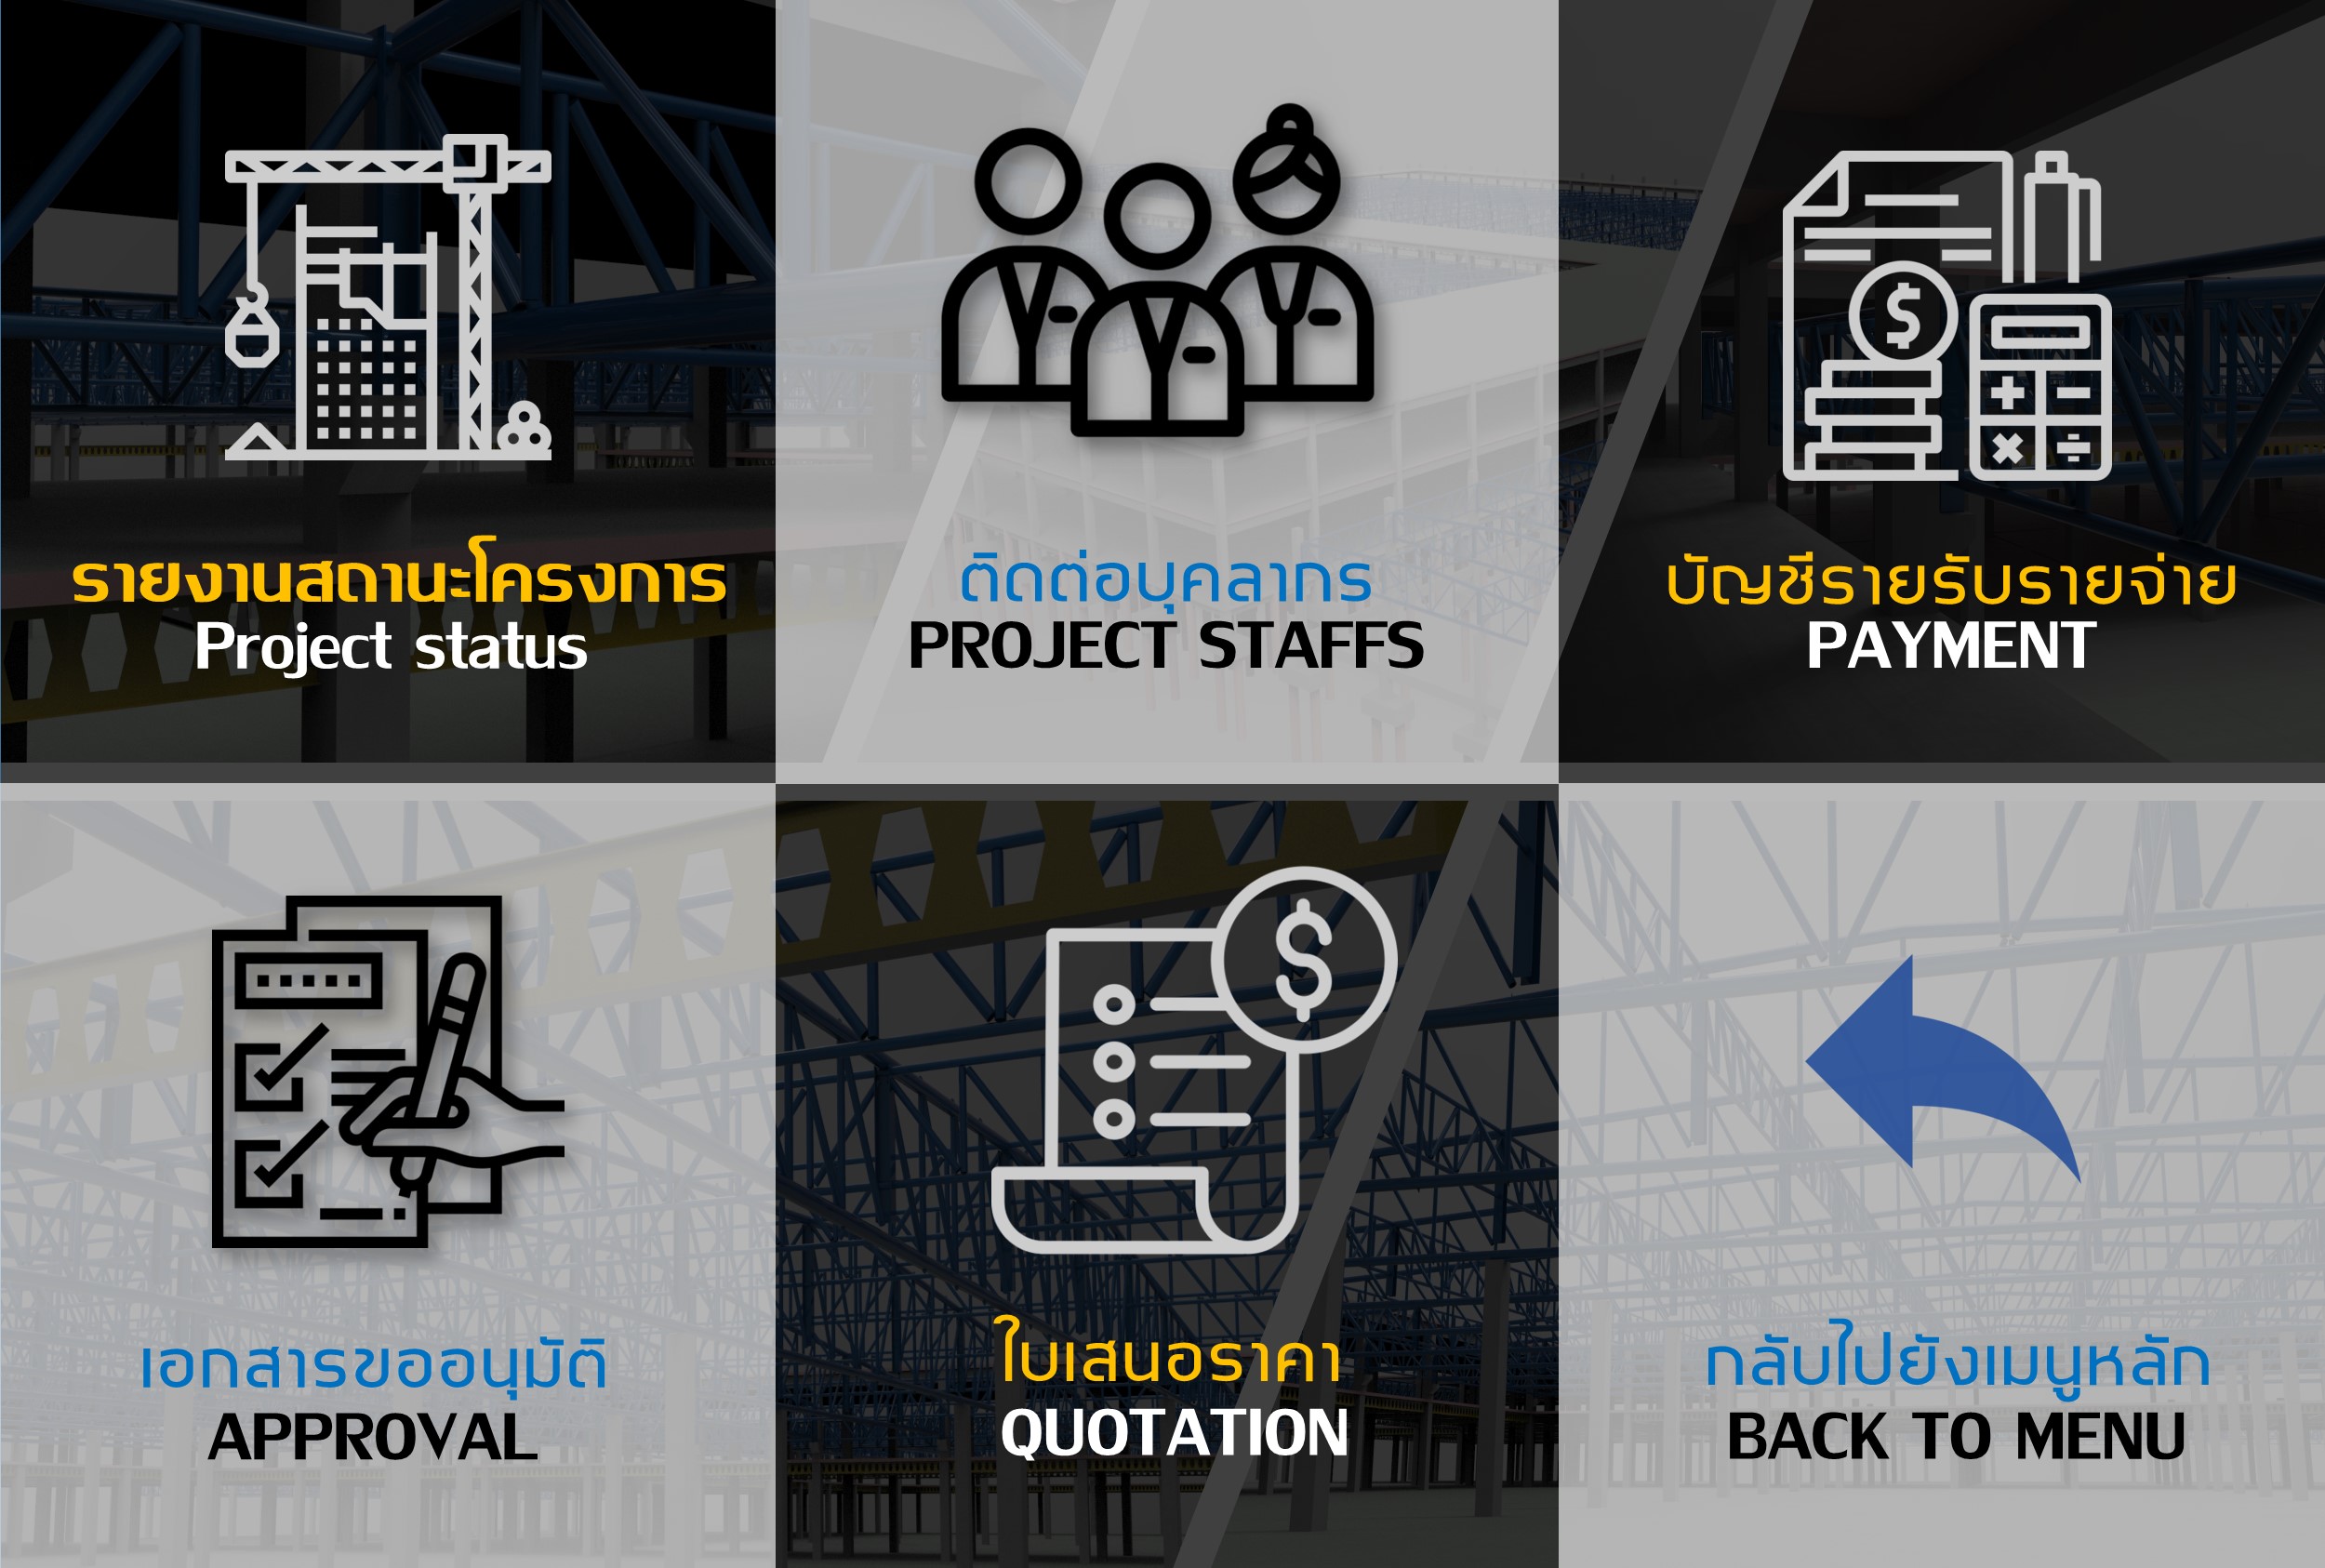 รายงานสถานะโครงการ
Project status
ติดต่อบุคลากร
PROJECT STAFFS
บัญชีรายรับรายจ่าย
PAYMENT
เอกสารขออนุมัติ
APPROVAL
ใบเสนอราคา
QUOTATION
กลับไปยังเมนูหลัก
BACK TO MENU